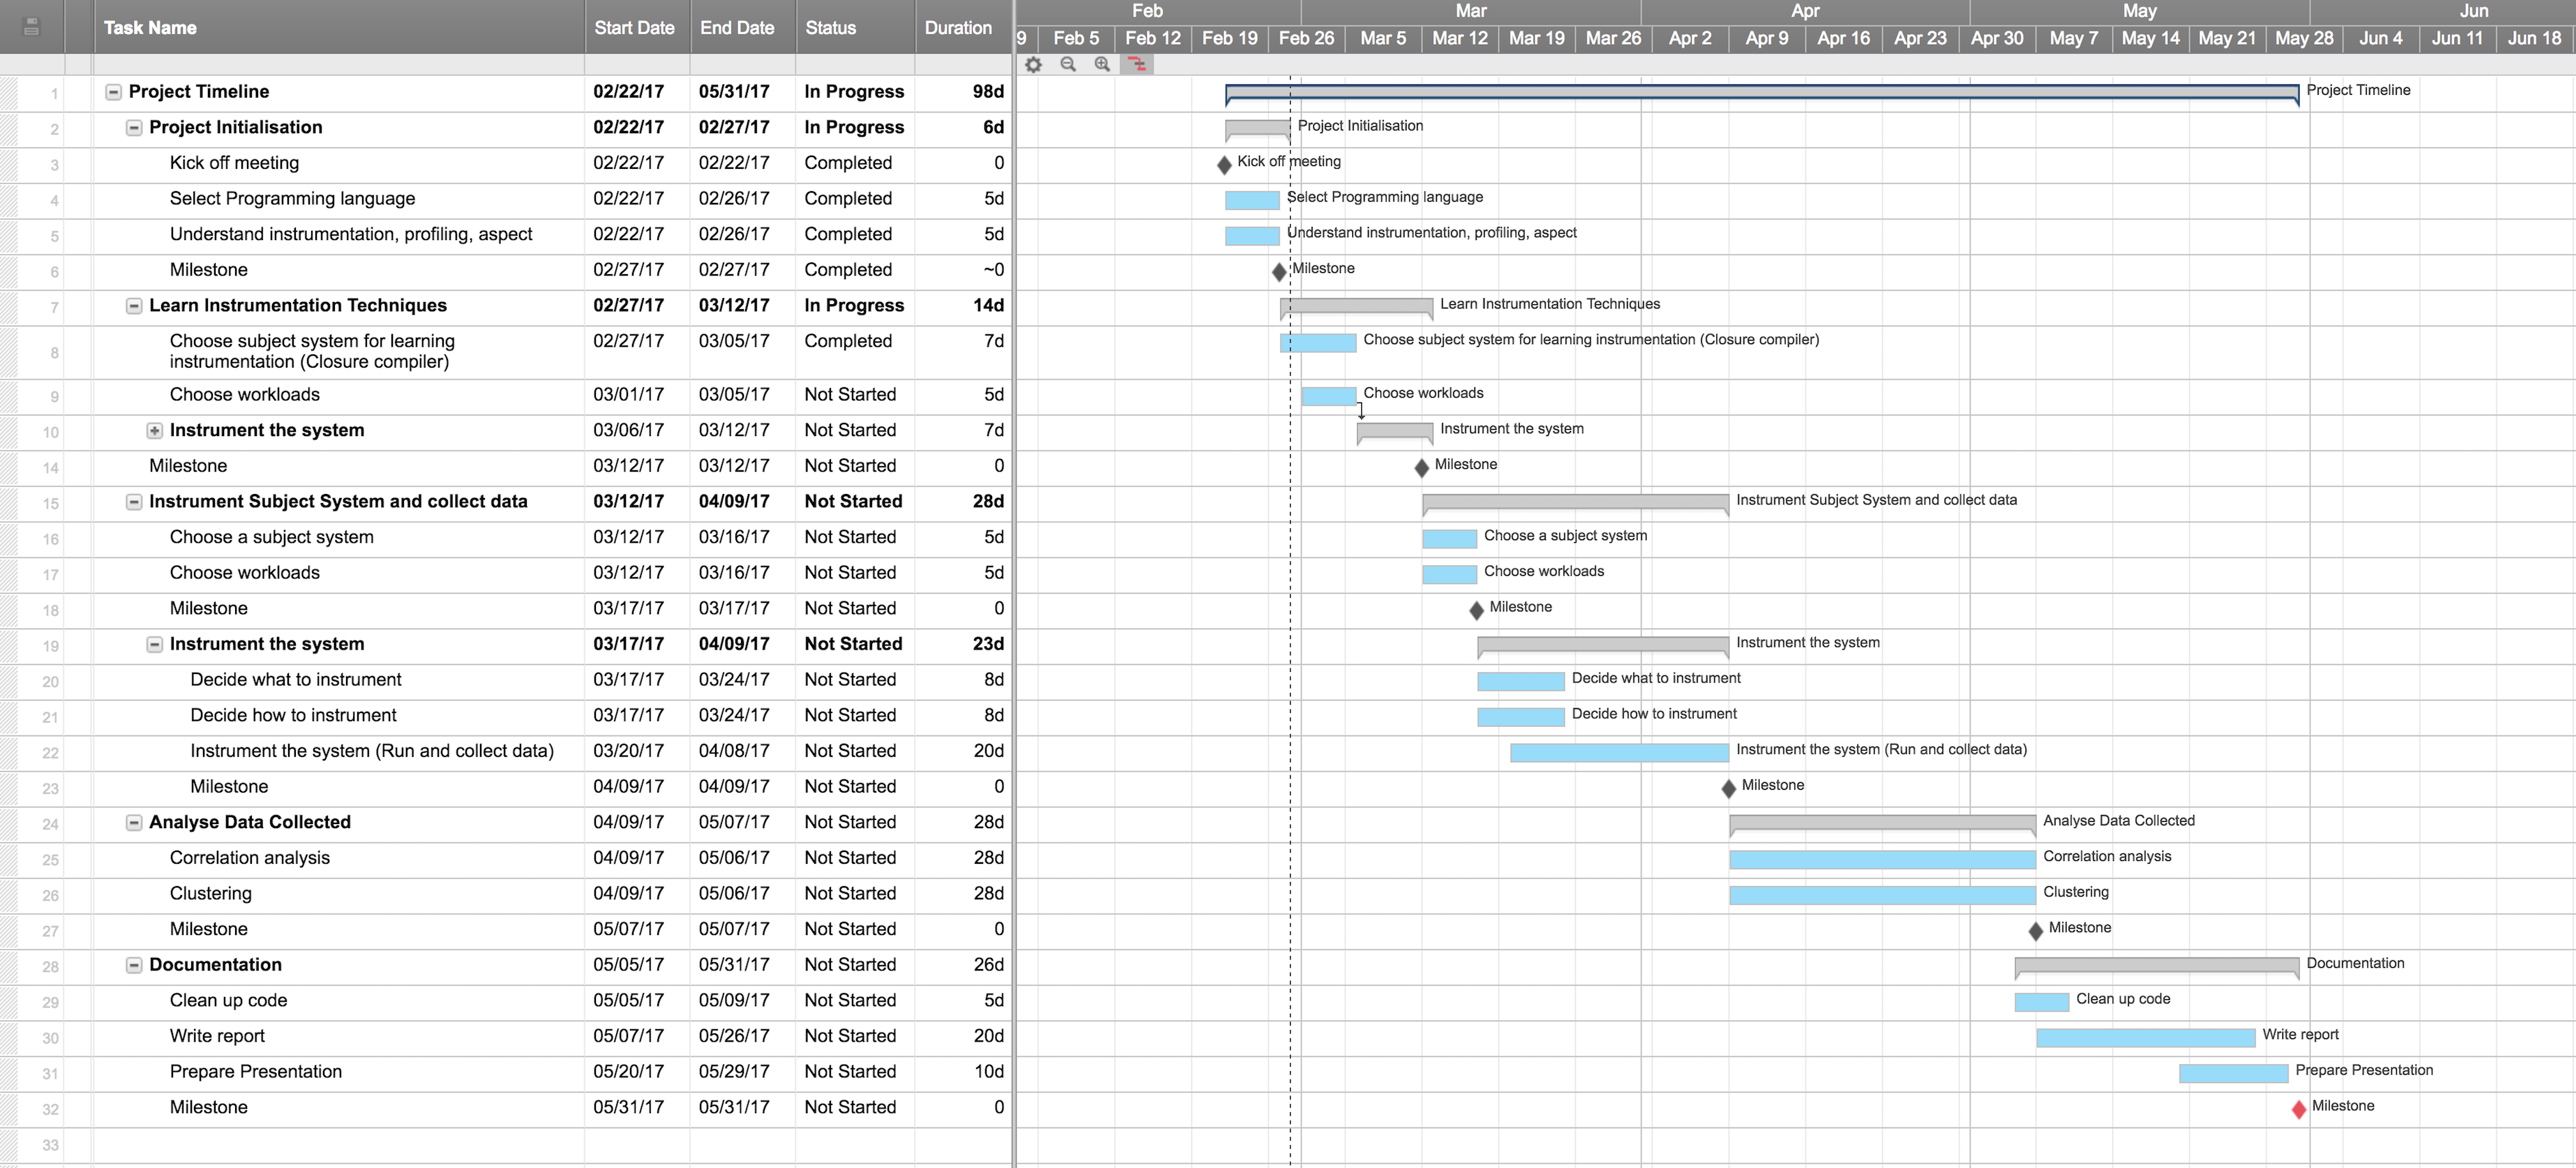 Feb Mar Apr May Jun
Task Name Start Date End Date Status Duration 9 Feb 5 Feb 12 Feb 19 Feb 26 Mar 5 Mar 12 Mar 19 Mar 26 Apr 2 Apr 9 Apr 16 Apr 23 Apr 30 May 7 May 14 May 21 May 28 Jun 4 Jun 11 Jun 18
1 Project Timeline 02/22/17 05/31/17 In Progress 98d Project Timeline
2 Project Initialisation 02/22/17 02/27/17 In Progress 6d Project Initialisation
3 Kick off meeting 02/22/17 02/22/17 Completed 0 Kick off meeting
4 Select Programming language 02/22/17 02/26/17 Completed 5d Select Programming language
5 Understand instrumentation, profiling, aspect 02/22/17 02/26/17 Completed 5d Understand instrumentation, profiling, aspect
6 Milestone 02/27/17 02/27/17 Completed ~0 Milestone
7 Learn Instrumentation Techniques 02/27/17 03/12/17 In Progress 14d Learn Instrumentation Techniques
8 Choose subject system for learning 02/27/17 03/05/17 Completed 7d Choose subject system for learning instrumentation (Closure compiler)
instrumentation (Closure compiler)
9 Choose workloads 03/01/17 03/05/17 Not Started 5d Choose workloads
10 Instrument the system 03/06/17 03/12/17 Not Started 7d Instrument the system
14 Milestone 03/12/17 03/12/17 Not Started 0 Milestone
15 Instrument Subject System and collect data 03/12/17 04/09/17 Not Started 28d Instrument Subject System and collect data
16 Choose a subject system 03/12/17 03/16/17 Not Started 5d Choose a subject system
17 Choose workloads 03/12/17 03/16/17 Not Started 5d Choose workloads
18 Milestone 03/17/17 03/17/17 Not Started 0 Milestone
19 Instrument the system 03/17/17 04/09/17 Not Started 23d Instrument the system
20 Decide what to instrument 03/17/17 03/24/17 Not Started 8d Decide what to instrument
21 Decide how to instrument 03/17/17 03/24/17 Not Started 8d Decide how to instrument
22 Instrument the system (Run and collect data) 03/20/17 04/08/17 Not Started 20d Instrument the system (Run and collect data)
23 Milestone 04/09/17 04/09/17 Not Started 0 Milestone
24 Analyse Data Collected 04/09/17 05/07/17 Not Started 28d Analyse Data Collected
25 Correlation analysis 04/09/17 05/06/17 Not Started 28d Correlation analysis
26 Clustering 04/09/17 05/06/17 Not Started 28d Clustering
27 Milestone 05/07/17 05/07/17 Not Started 0 Milestone
28 Documentation 05/05/17 05/31/17 Not Started 26d Documentation
29 Clean up code 05/05/17 05/09/17 Not Started 5d Clean up code
30 Write report 05/07/17 05/26/17 Not Started 20d Write report
31 Prepare Presentation 05/20/17 05/29/17 Not Started 10d Prepare Presentation
32 Milestone 05/31/17 05/31/17 Not Started 0 Milestone
33